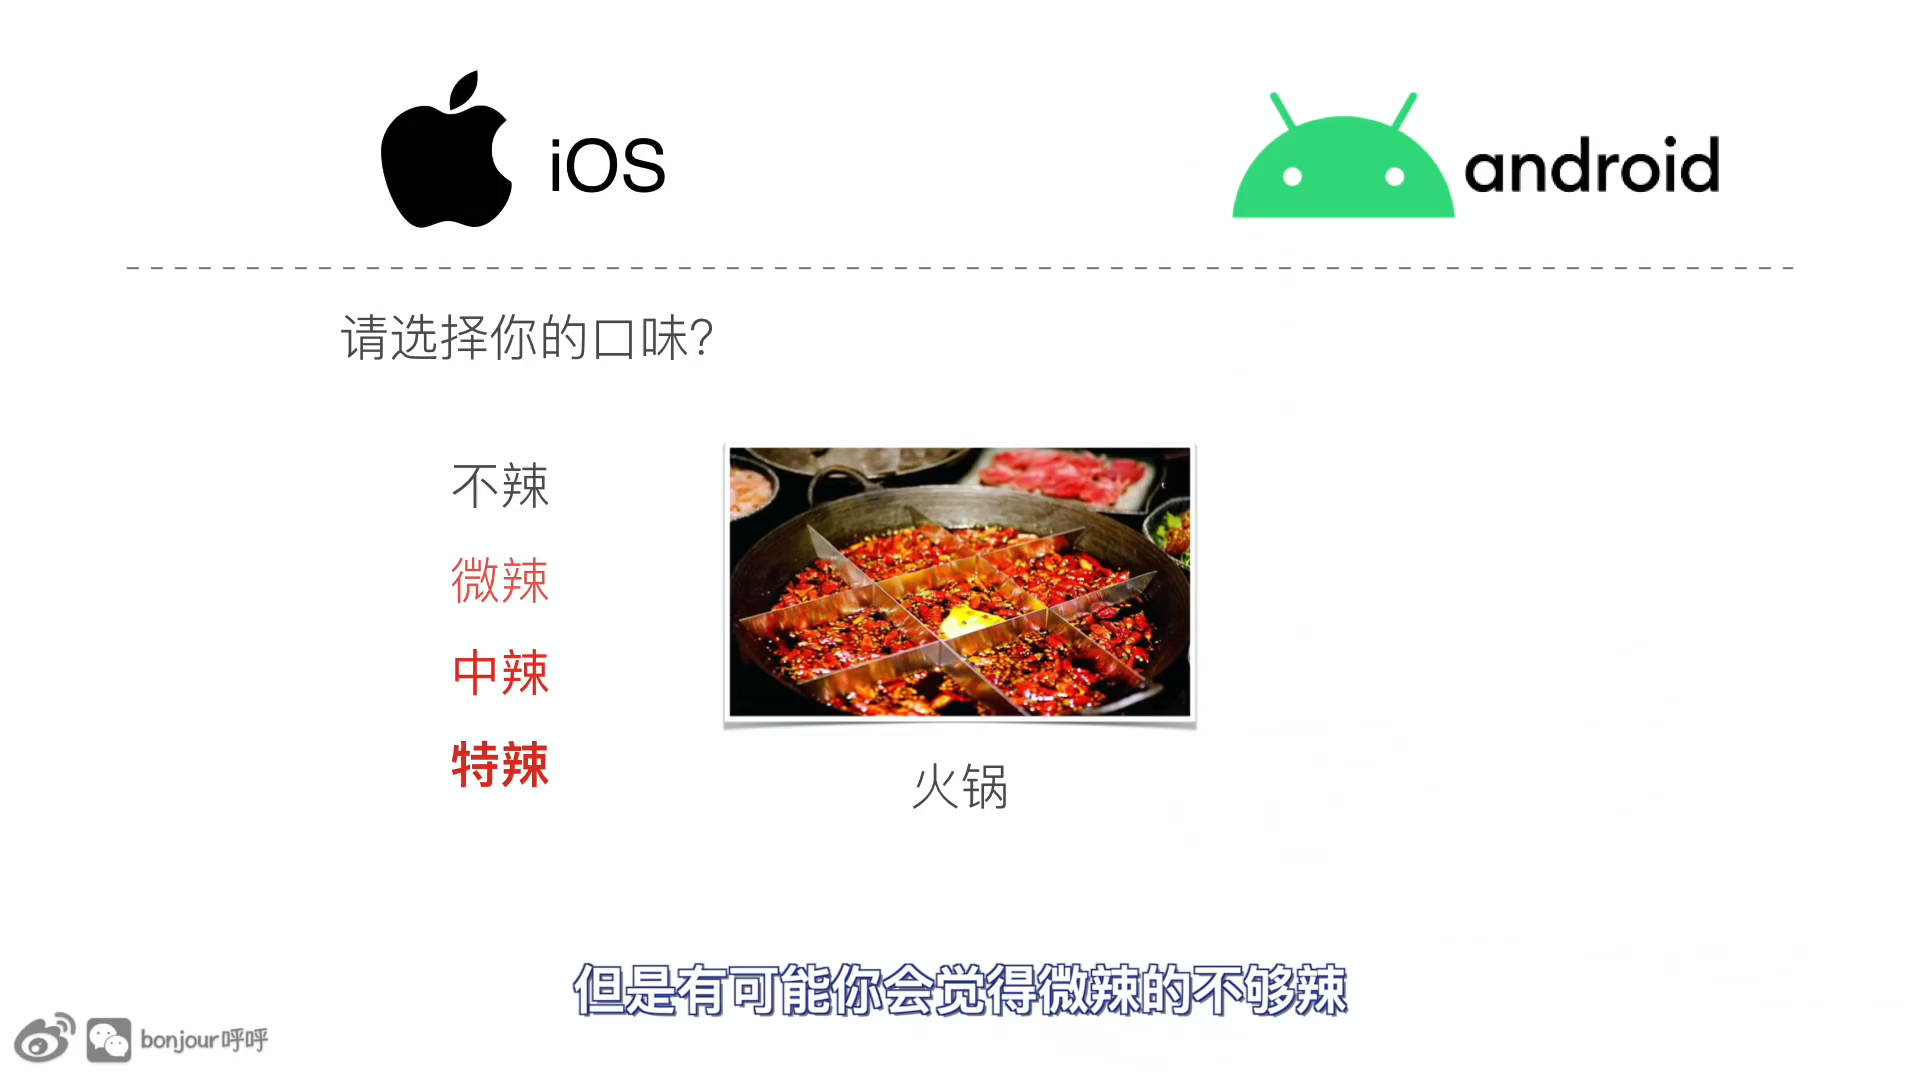 iOS
android
请选择你的口味？
不辣
微辣
中辣
特辣
火锅
但是有可能你会觉得微辣的不够辣
bonjour呼呼